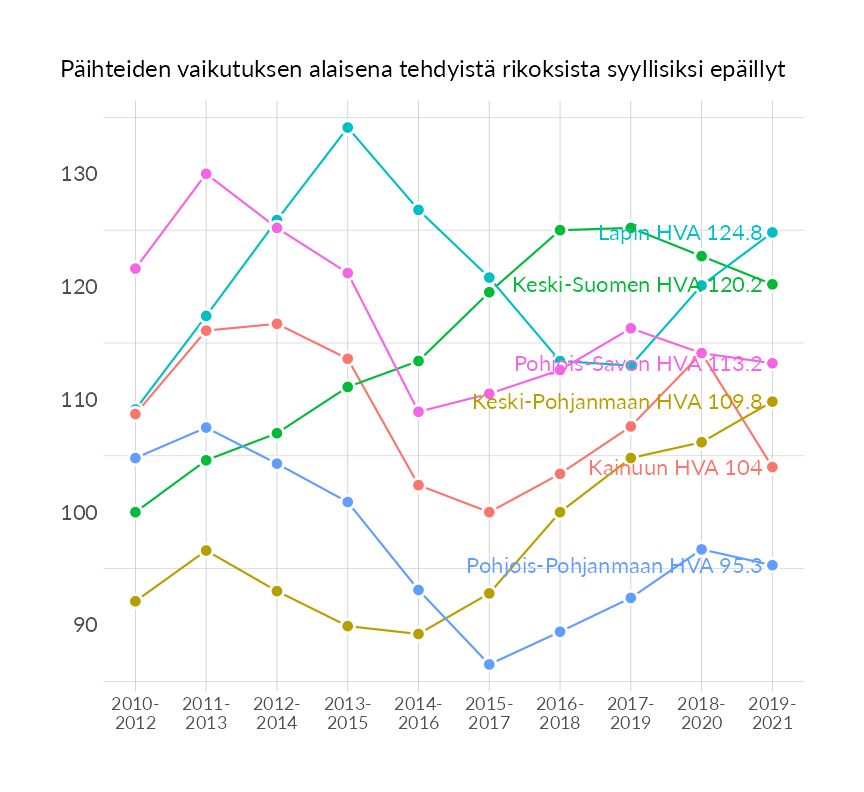 Päihteiden vaikutuksen alaisena tehdyistä rikoksista syyllisiksi epäillyt
130
120
110
100
90
Lapin HVA 124.8
Keski-Suomen HVA 120.2
Pohjois-Savon HVA 113.2
Keski-Pohjanmaan HVA 109.8
Kainuun HVA 104
Pohjois-Pohjanmaan HVA 95.3
2010-2012
2011-2013
2012-2014
2013-2015
2014-2016
2015-2017
2016-2018
2017-2019
2018-2020
2019-2021